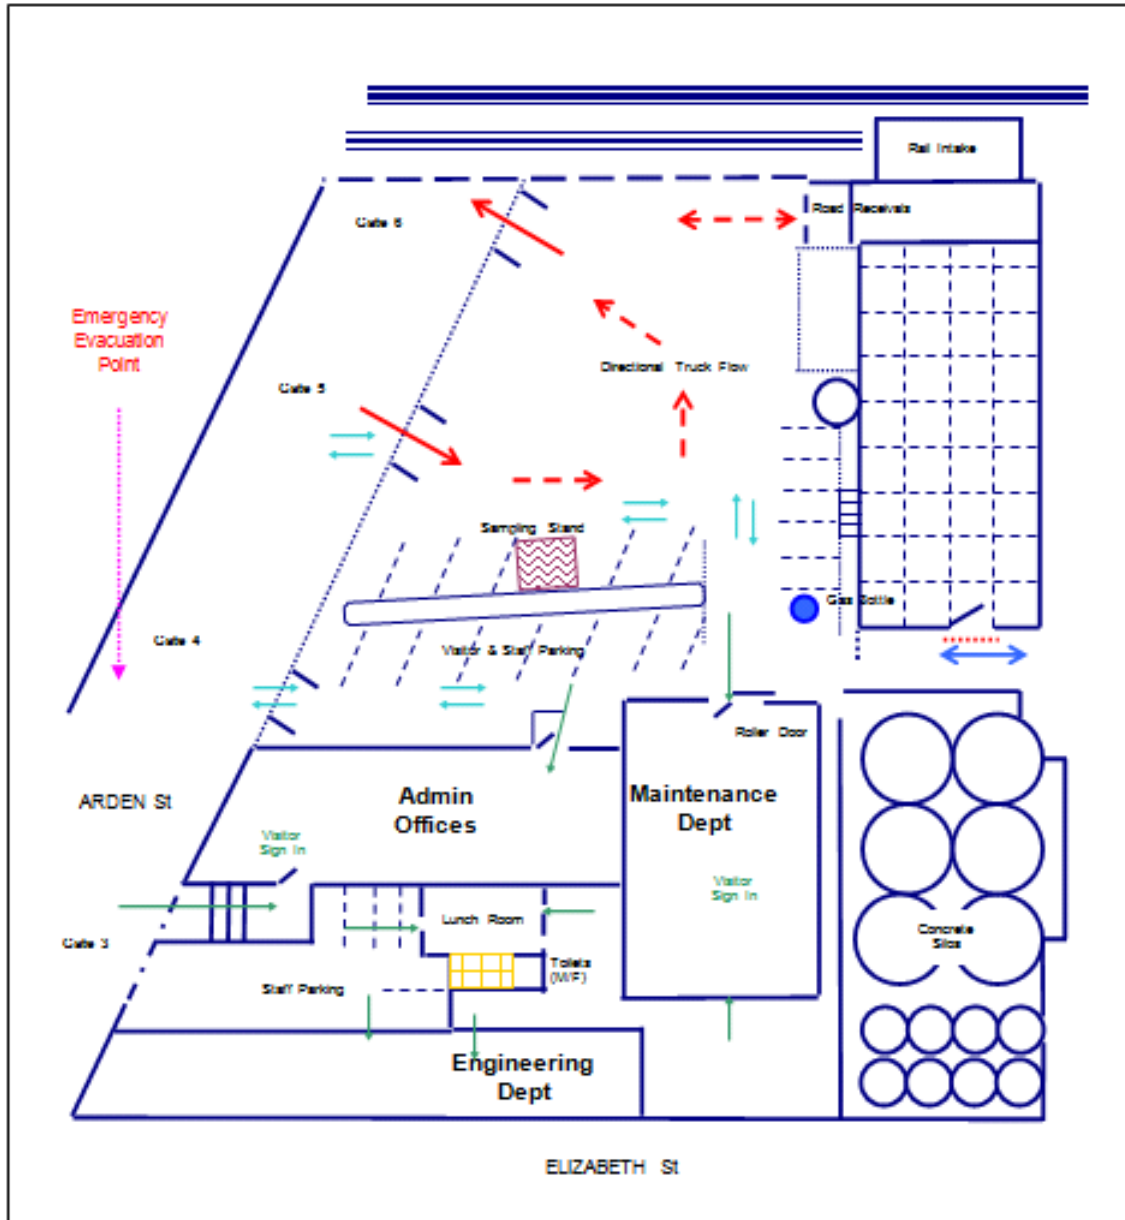 Rail Intake
Road Receivals
Gate 6
Emergency
Evacuation
Point
Directional Truck Flow
Gate 5
Sampling Stand
Gas Bottle
Gate 4
Visitor & Staff Parking
Roller Door
ARDEN St
Admin
Offices
Maintenance
Dept
Visitor
Sign In
Visitor
Sign In
Lunch Room
Concrete
Silos
Gate 3
Toilets
(M/F)
Staff Parking
Engineering
Dept
ELIZABETH St